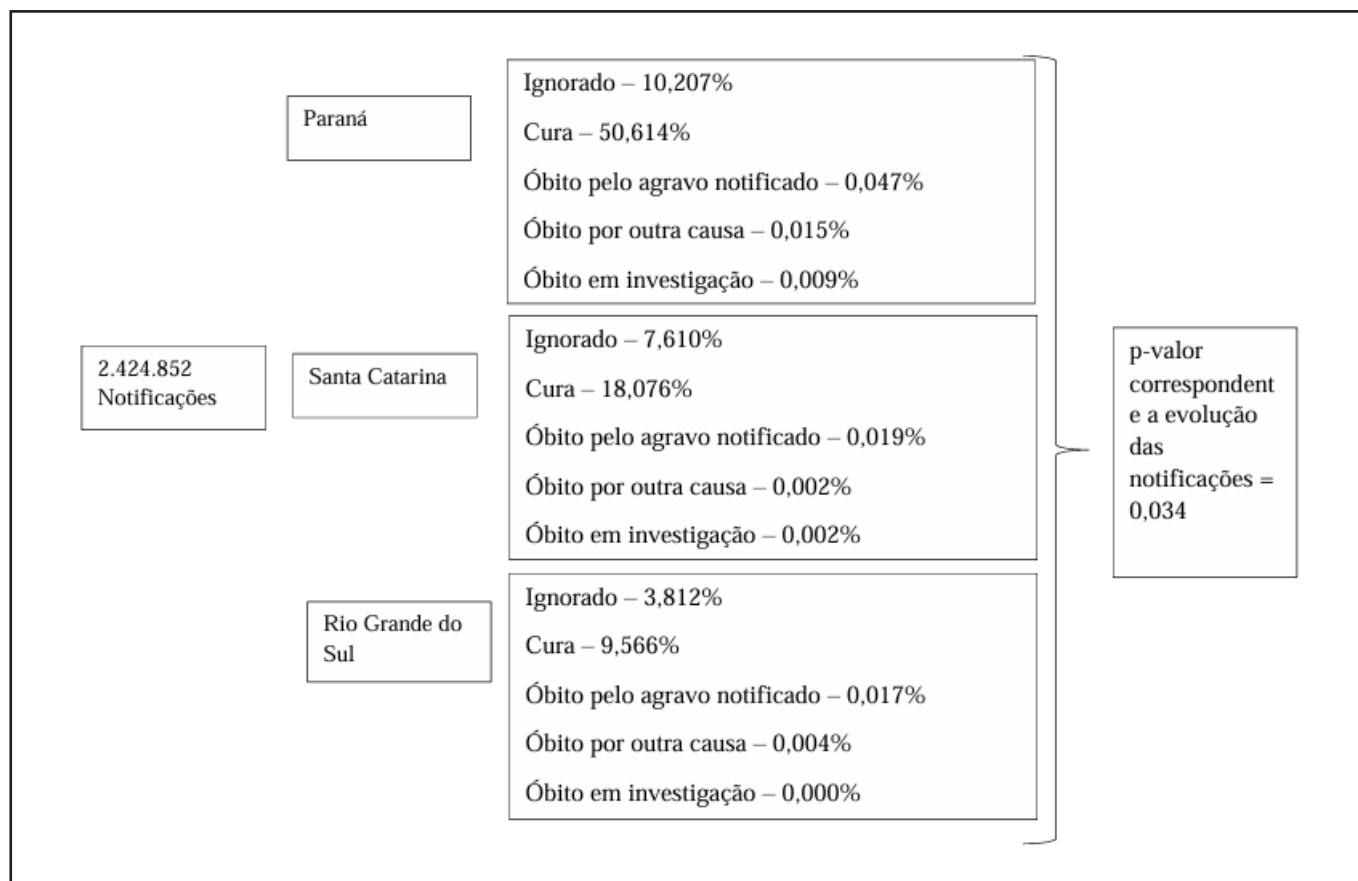 2.424.852
Notificações
Paraná
Ignorado – 10,207%
Cura – 50,614%
Óbito pelo agravo notificado – 0,047%
Óbito por outra causa – 0,015%
Óbito em investigação – 0,009%
Santa Catarina
Ignorado – 7,610%
Cura – 18,076%
Óbito pelo agravo notificado – 0,019%
Óbito por outra causa – 0,002%
Óbito em investigação – 0,002%
Rio Grande do
Sul
Ignorado – 3,812%
Cura – 9,566%
Óbito pelo agravo notificado – 0,017%
Óbito por outra causa – 0,004%
Óbito em investigação – 0,000%
p-valor
correspondent
e a evolução
das
notificações =
0,034